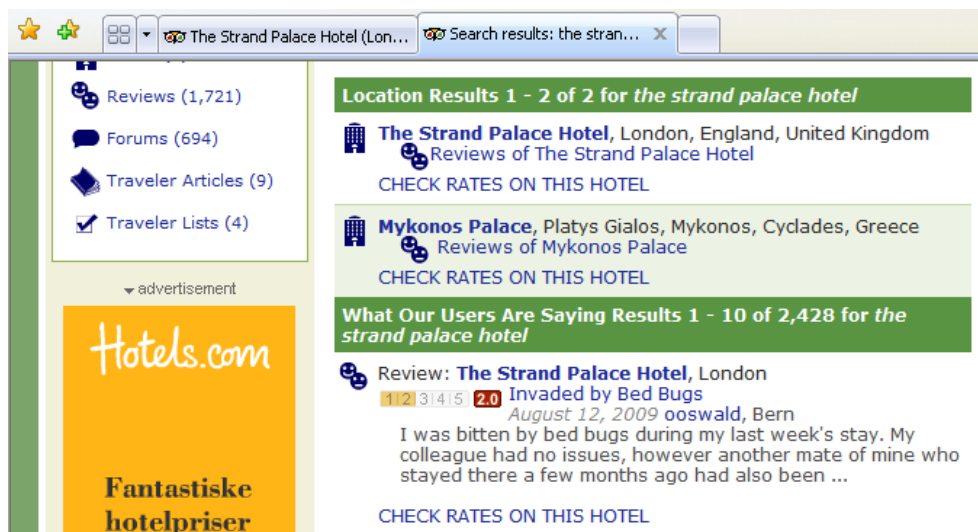 The Strand Palace Hotel (Lon...
Search results: the stran...
Reviews (1,721)
Forums (694)
Traveler Articles (9)
Traveler Lists (4)
advertisement
Hotels.com
Fantastiske
hotelpriser
Location Results 1 - 2 of 2 for the strand palace hotel
The Strand Palace Hotel, London, England, United Kingdom
Reviews of The Strand Palace Hotel
CHECK RATES ON THIS HOTEL
Mykonos Palace, Platys Gialos, Mykonos, Cyclades, Greece
Reviews of Mykonos Palace
CHECK RATES ON THIS HOTEL
What Our Users Are Saying Results 1 - 10 of 2,428 for the
strand palace hotel
Review: The Strand Palace Hotel, London
1 2 3 4 5 2.0 Invaded by Bed Bugs
August 12, 2009 ooswald, Bern
I was bitten by bed bugs during my last week's stay. My
colleague had no issues, however another mate of mine who
stayed there a few months ago had also been ...
CHECK RATES ON THIS HOTEL